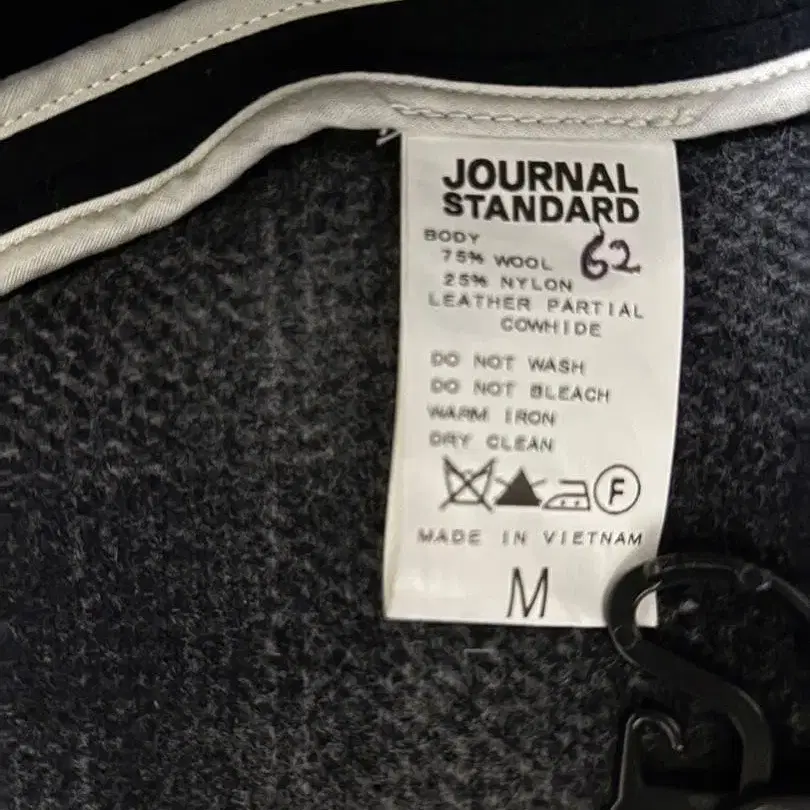 JOURNAL
STANDARD
BODY
75% WOOL 62
25% NYLON
LEATHER PARTIAL
COWHIDE
DO NOT WASH
DO NOT BLEACH
WARM IRON
DRY CLEAN
F
MADE IN VIETNAM
M